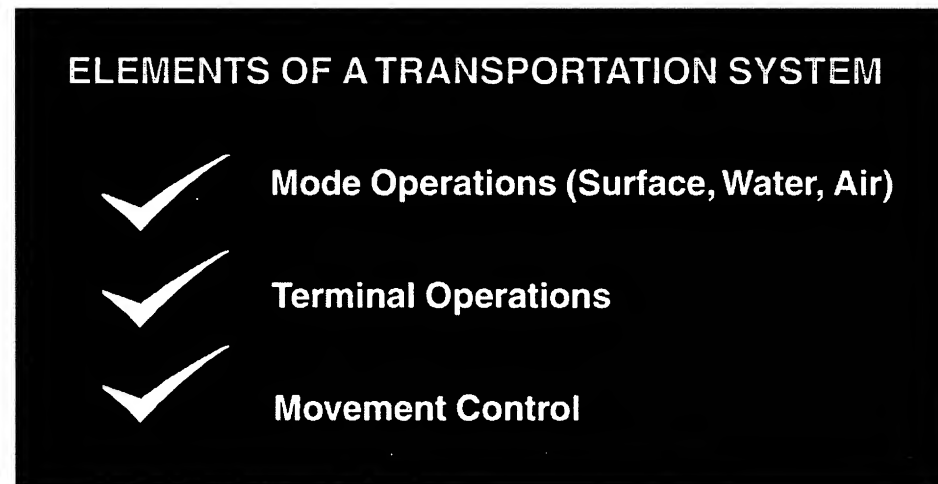 ELEMENTS OF A TRANSPORTATION SYSTEM
Mode Operations (Surface, Water, Air)
Terminal Operations
Movement Control